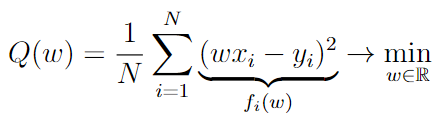 Q(w) = \frac{1}{N} \sum_{i=1}^{N} \underbrace{(wx_i - y_i)^2}_{f_i(w)} \to \min_{w \in \mathbb{R}}